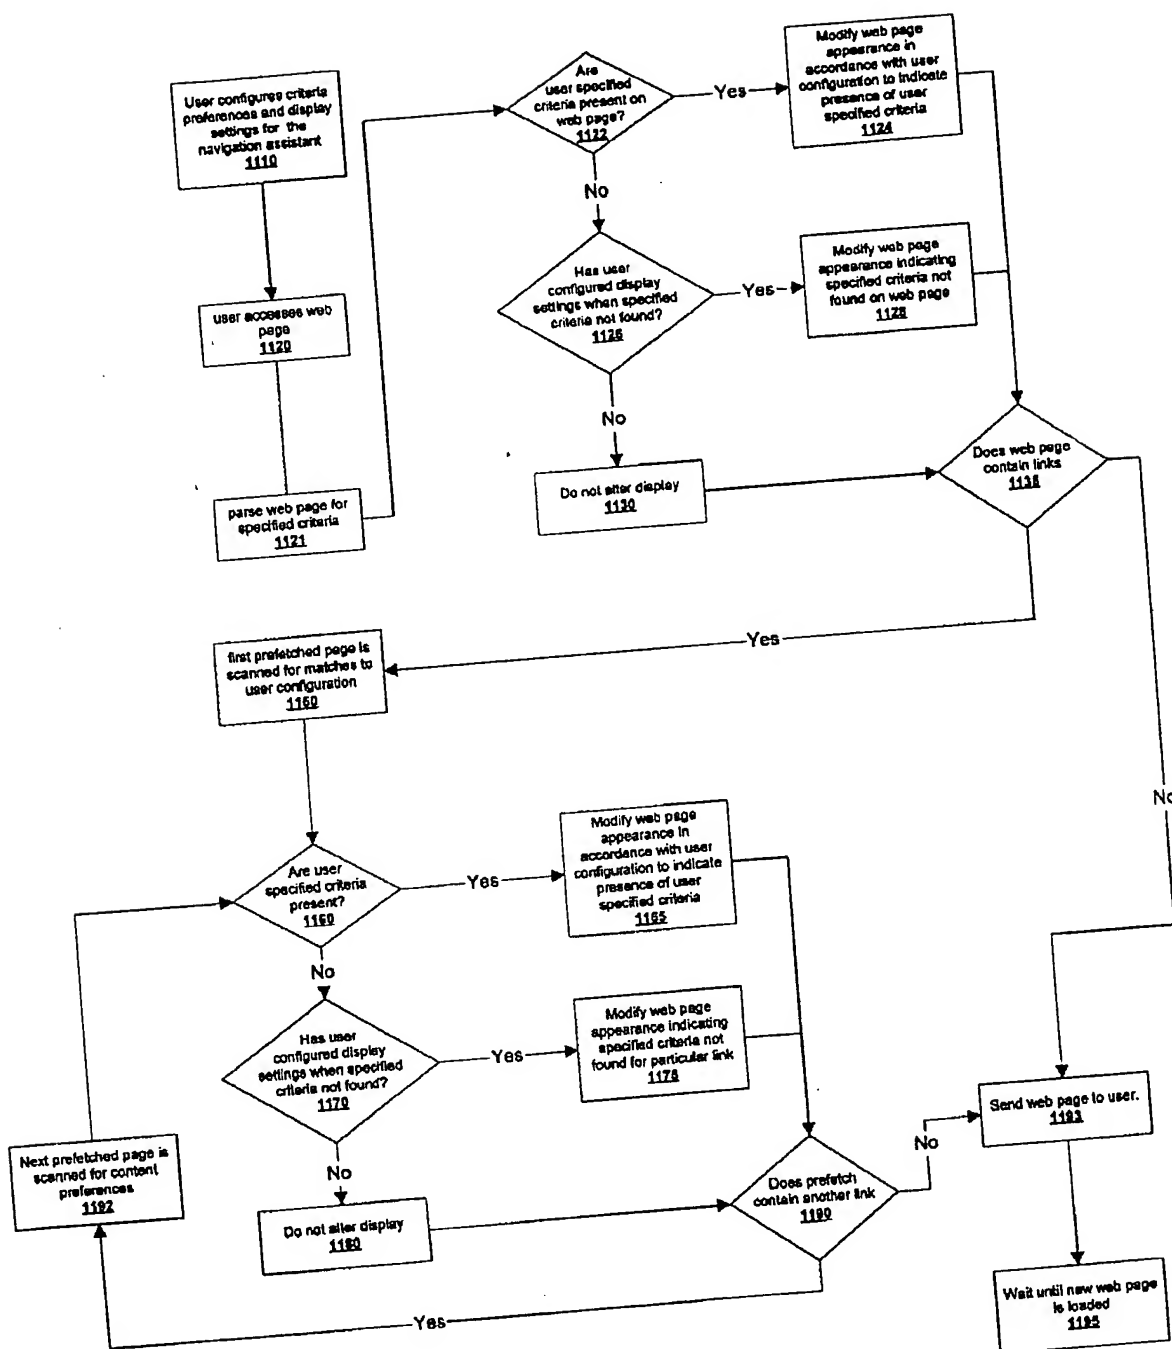 User configures criteria
preferences and display
settings for the
navigation assistant
1110
user accesses web
page
1120
parse web page for
specified criteria
1121
Are
user specified
criteria present on
web page?
1122
Yes
Modify web page
appearance in
accordance with user
configuration to indicate
presence of user
specified criteria
1124
No
Has user
configured display
settings when specified
criteria not found?
1126
Yes
Modify web page
appearance indicating
specified criteria not
found on web page
1128
No
Do not alter display
1130
Does web page
contain links
1138
Yes
No
first prefetched page is
scanned for matches to
user configuration
1150
Are user
specified criteria
present?
1160
Yes
Modify web page
appearance in
accordance with user
configuration to indicate
presence of user
specified criteria
1165
No
Has user
configured display
settings when specified
criteria not found?
1170
Yes
Modify web page
appearance indicating
specified criteria not
found for particular link
1175
No
Do not alter display
1180
Does prefetch
contain another link
1190
No
Yes
Next prefetched page is
scanned for content
preferences
1192
Send web page to user.
1193
Wait until new web page
is loaded
1195